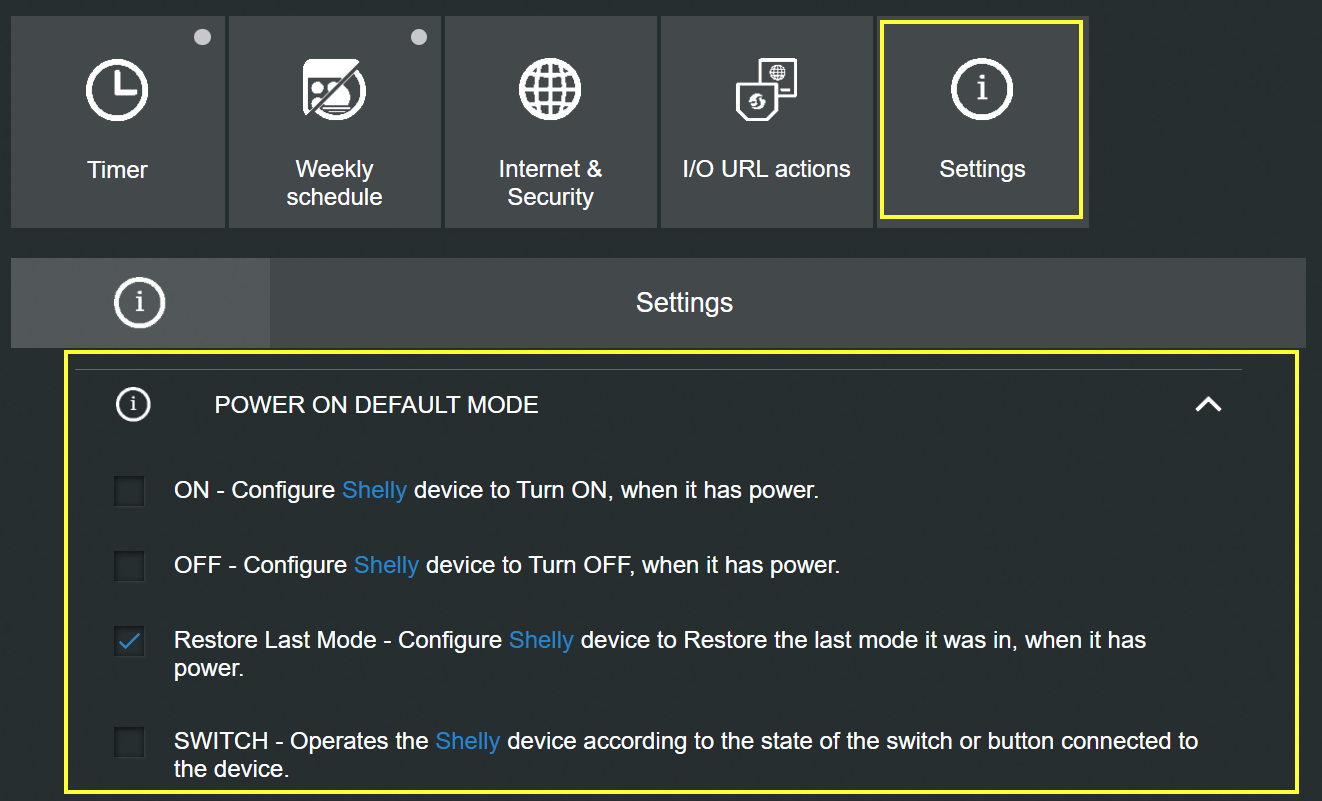 Timer
Weekly
schedule
Internet &
Security
I/O URL actions
Settings
Settings
POWER ON DEFAULT MODE
ON - Configure Shelly device to Turn ON, when it has power.
OFF - Configure Shelly device to Turn OFF, when it has power.
Restore Last Mode - Configure Shelly device to Restore the last mode it was in, when it has
power.
SWITCH - Operates the Shelly device according to the state of the switch or button connected to
the device.